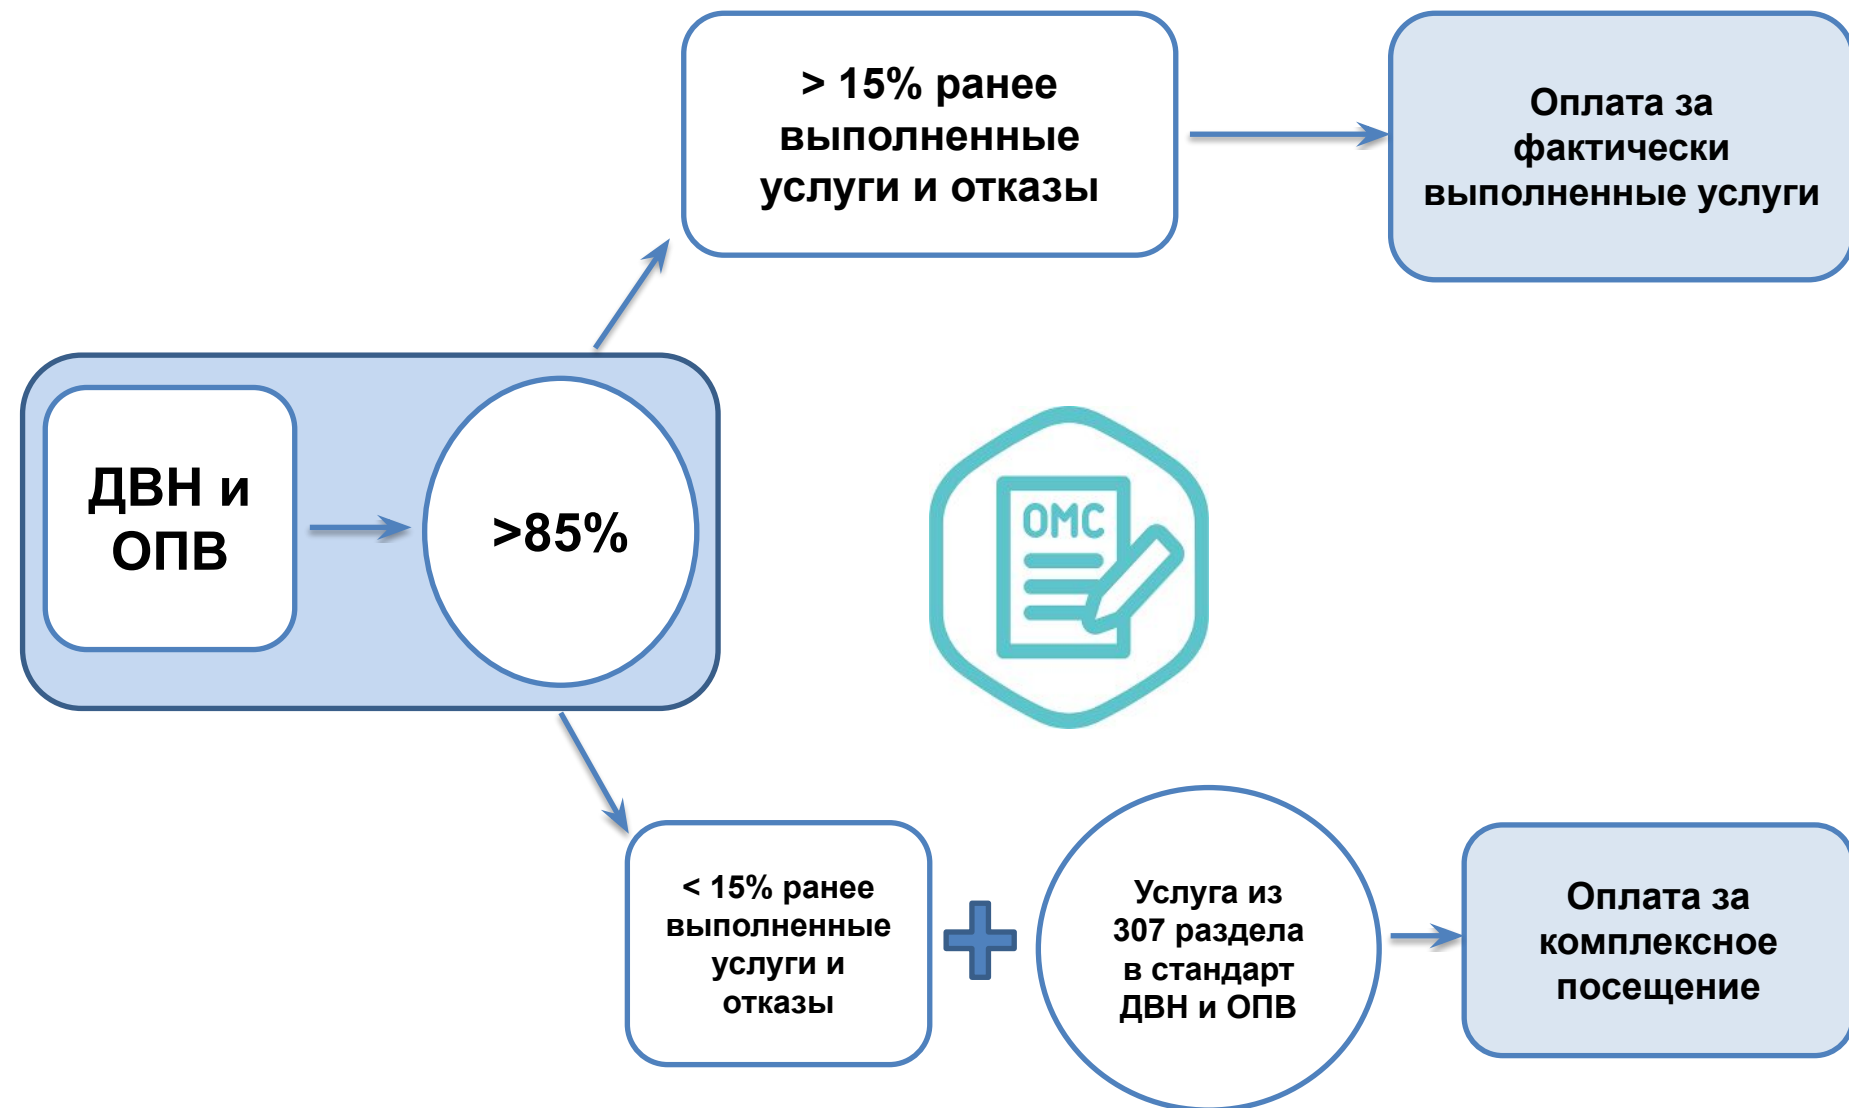 > 15% ранее
выполненные
услуги и отказы
Оплата за
фактически
выполненные услуги
ДВН и
ОПВ
>85%
ОМС
< 15% ранее
выполненные
услуги и
отказы
Услуга из
307 раздела
в стандарт
ДВН и ОПВ
Оплата за
комплексное
посещение